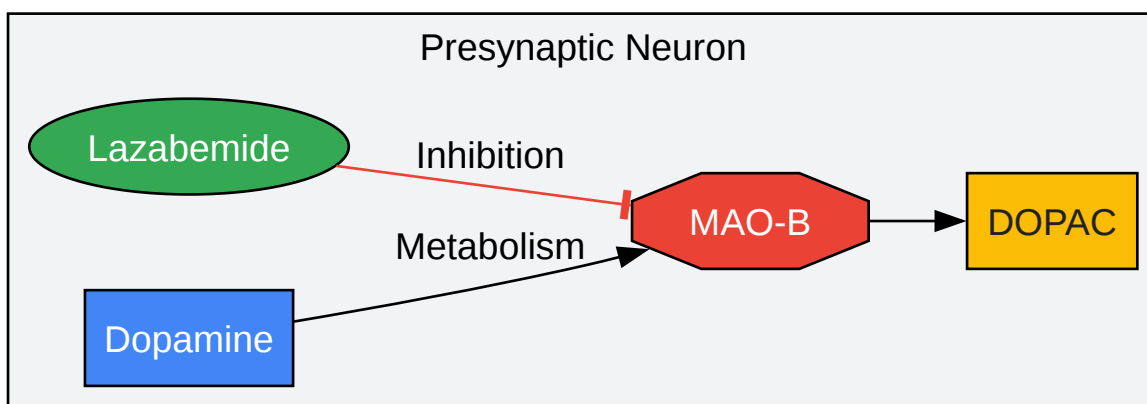 Presynaptic Neuron
Lazabemide
Inhibition
Metabolism
MAO-B
DOPAC
Dopamine